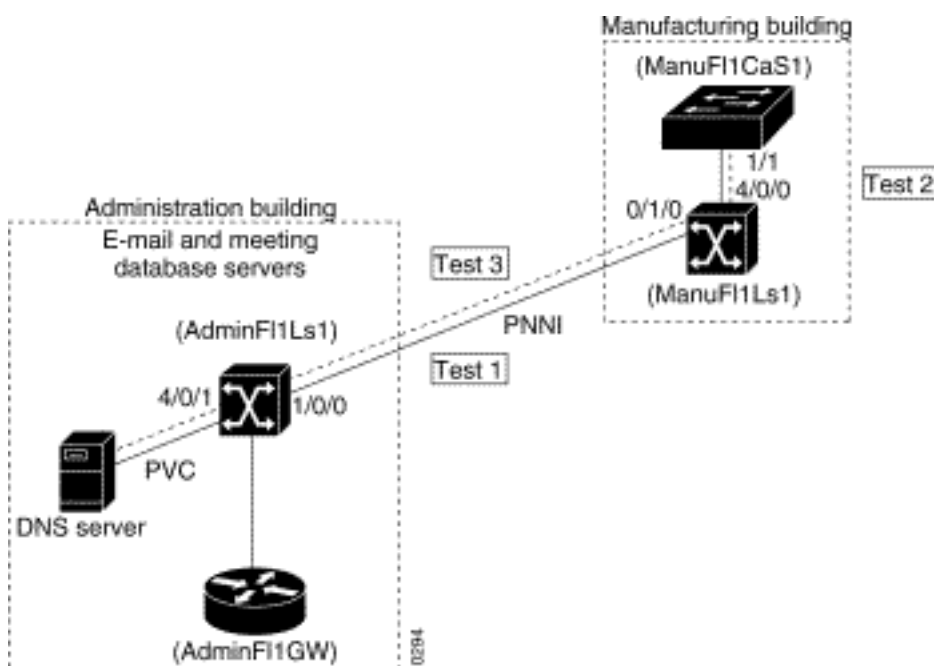 Manufacturing building
(ManuFl1CaS1)
1/1
4/0/0
Test 2
0/1/0
(ManuFl1Ls1)
Administration building
E-mail and meeting
database servers
Test 3
PNNI
(AdminFl1Ls1)
Test 1
4/0/1
1/0/0
PVC
DNS server
(AdminFl1GW)
0294